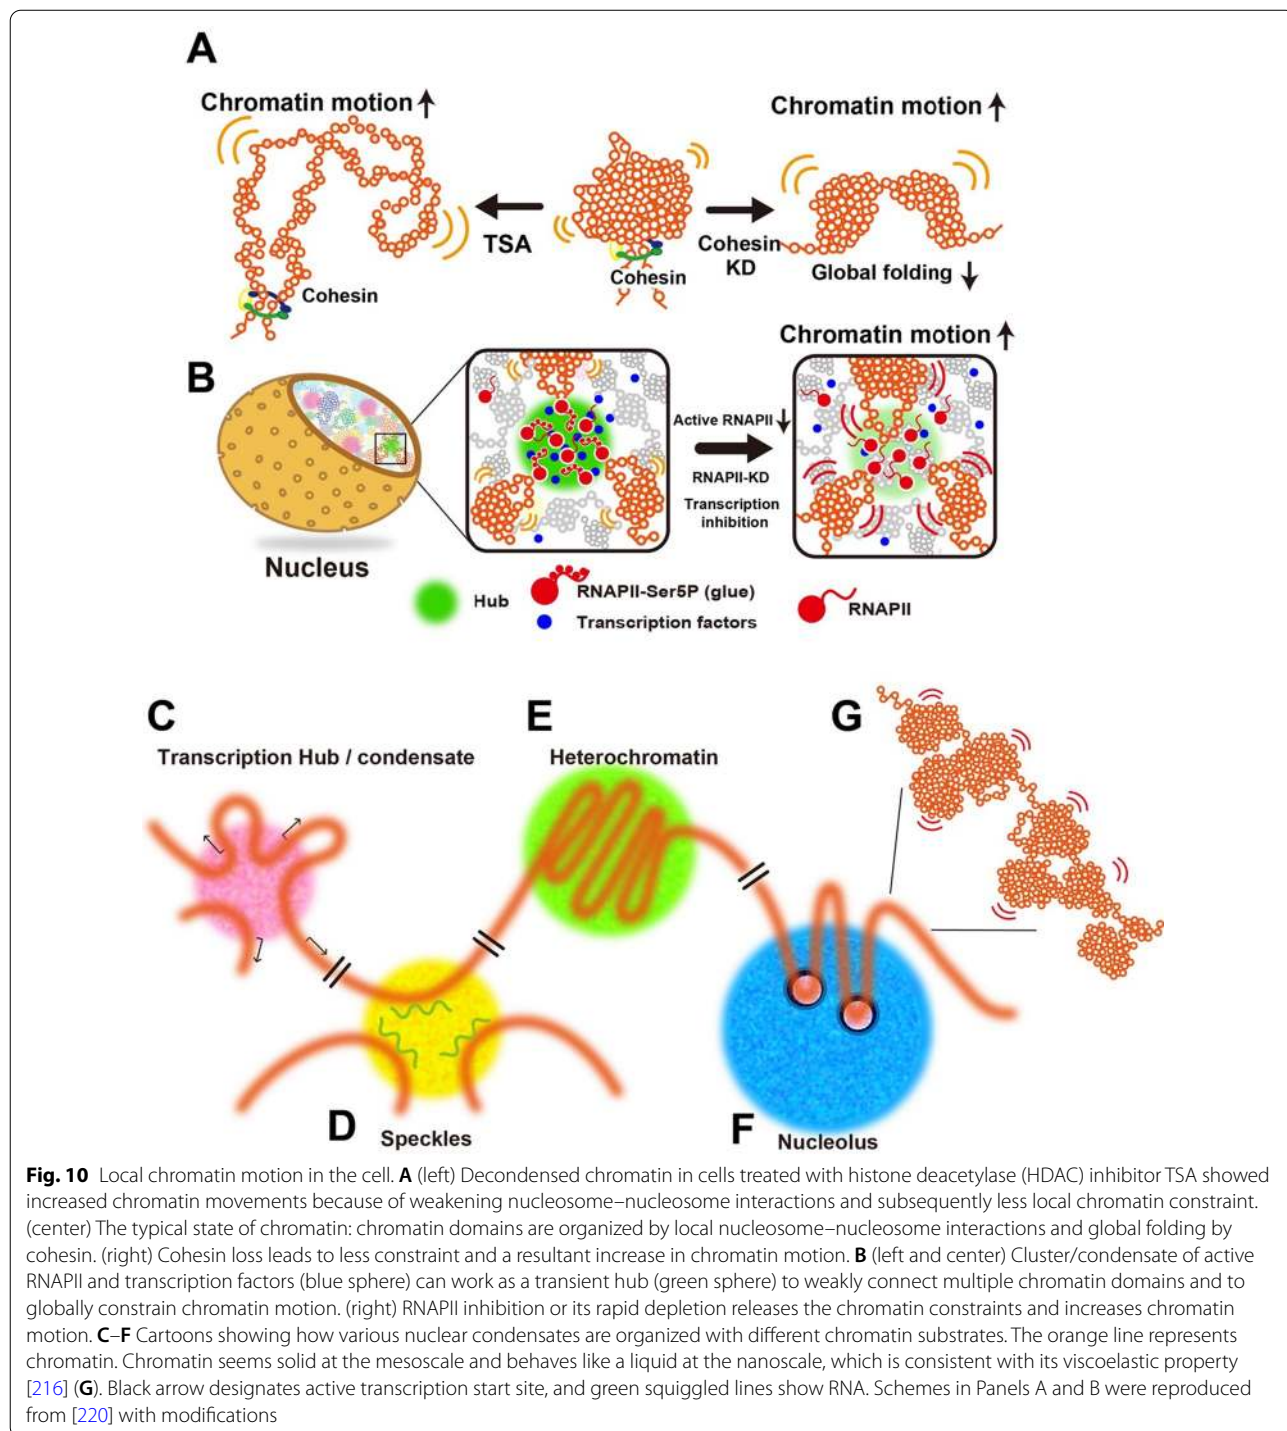 A
Chromatin motion ↑
Chromatin motion ↑
TSA
Cohesin
KD
Cohesin
Cohesin
Global folding ↓
Chromatin motion ↑
B
Active RNAPII ↓
RNAPII-KD
Transcription
inhibition
Nucleus
Hub
RNAPII-Ser5P (glue)
Transcription factors
RNAPII
C
Transcription Hub / condensate
E
Heterochromatin
G
D
Speckles
F
Nucleolus
Fig. 10 Local chromatin motion in the cell. A (left) Decondensed chromatin in cells treated with histone deacetylase (HDAC) inhibitor TSA showed
increased chromatin movements because of weakening nucleosome–nucleosome interactions and subsequently less local chromatin constraint.
(center) The typical state of chromatin: chromatin domains are organized by local nucleosome–nucleosome interactions and global folding by
cohesin. (right) Cohesin loss leads to less constraint and a resultant increase in chromatin motion. B (left and center) Cluster/condensate of active
RNAPII and transcription factors (blue sphere) can work as a transient hub (green sphere) to weakly connect multiple chromatin domains and to
globally constrain chromatin motion. (right) RNAPII inhibition or its rapid depletion releases the chromatin constraints and increases chromatin
motion. C–F Cartoons showing how various nuclear condensates are organized with different chromatin substrates. The orange line represents
chromatin. Chromatin seems solid at the mesoscale and behaves like a liquid at the nanoscale, which is consistent with its viscoelastic property
[216] (G). Black arrow designates active transcription start site, and green squiggled lines show RNA. Schemes in Panels A and B were reproduced
from [220] with modifications